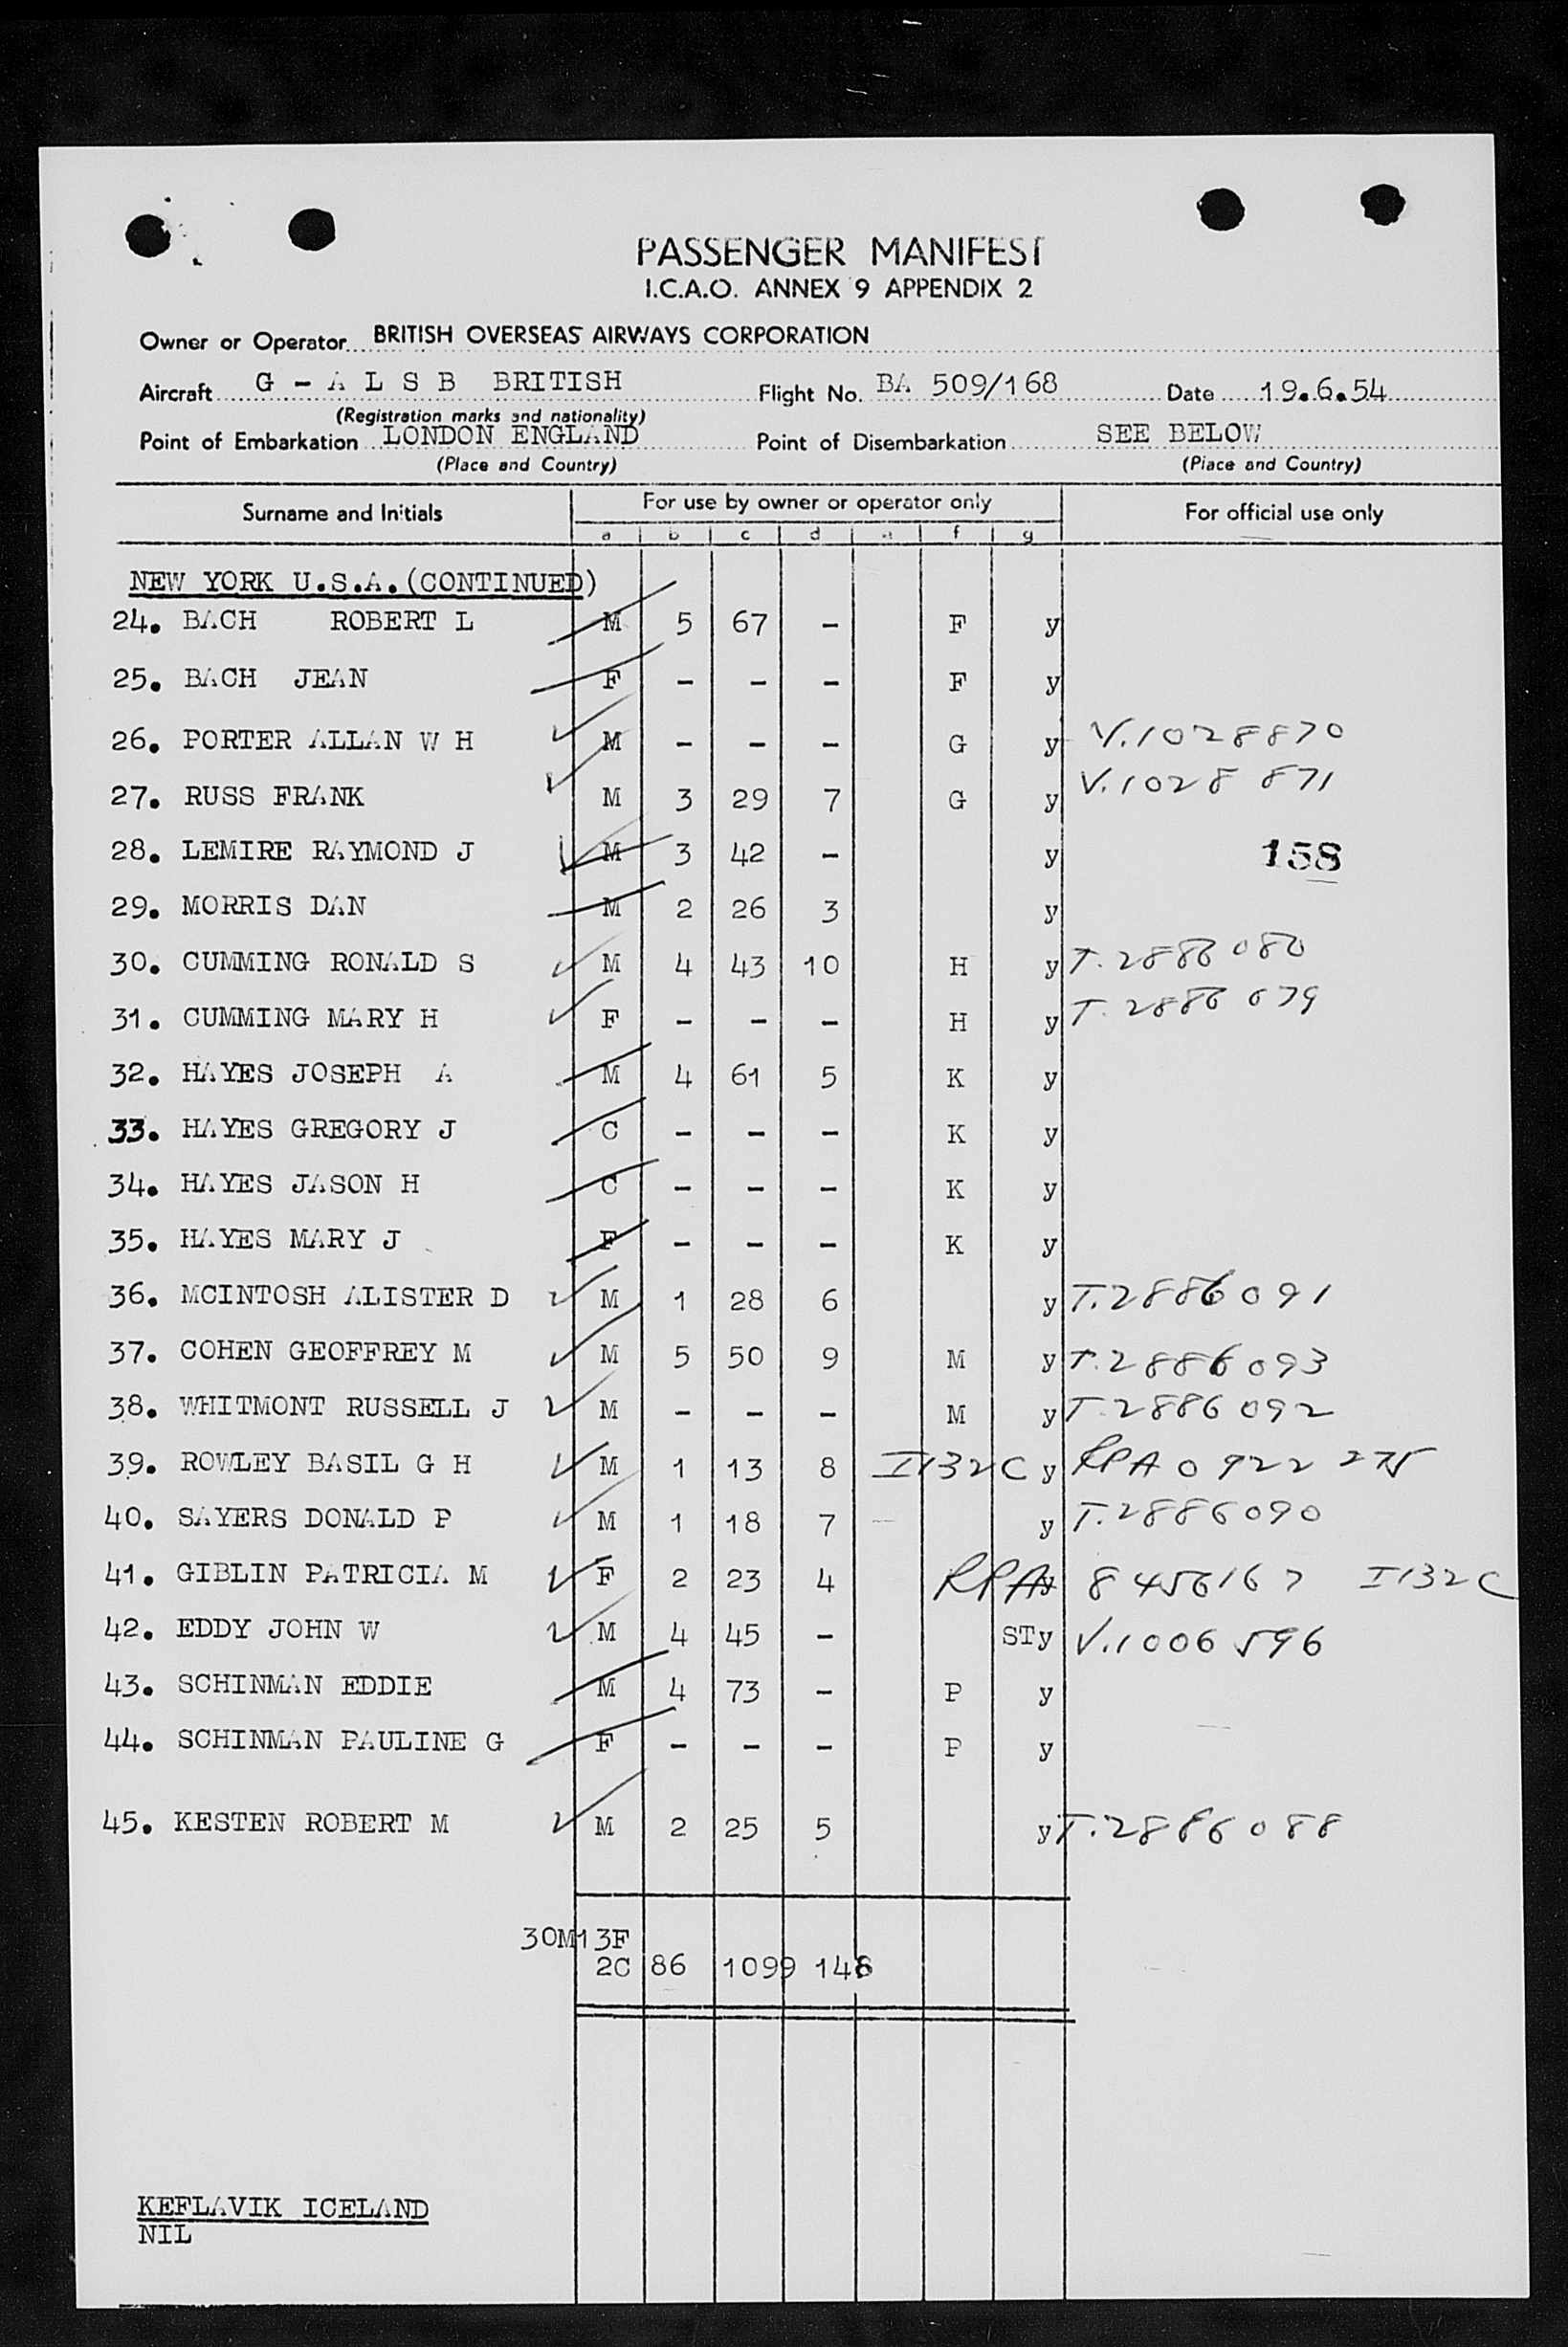 PASSENGER MANIFEST
I.C.A.O. ANNEX 9 APPENDIX 2
Owner or Operator BRITISH OVERSEAS AIRWAYS CORPORATION
Aircraft G - A L S B BRITISH Flight No. BA 509/168 Date 19.6.54
(Registration marks and nationality)
Point of Embarkation LONDON ENGLAND Point of Disembarkation SEE BELOW
(Place and Country) (Place and Country)
Surname and Initials For use by owner or operator only For official use only
a b c d e f g
NEW YORK U.S.A.(CONTINUED)
24. BACH ROBERT L M 5 67 - F y
25. BACH JEAN F - - - F y
26. PORTER ALLAN W H M - - - G y V.1028870
27. RUSS FRANK M 3 29 7 G y V.1028 871
28. LEMIRE RAYMOND J M 3 42 - y 158
29. MORRIS DAN M 2 26 3 y
30. CUMMING RONALD S M 4 43 10 H y T.2886080
31. CUMMING MARY H F - - - H y T.2886079
32. HAYES JOSEPH A M 4 61 5 K y
33. HAYES GREGORY J C - - - K y
34. HAYES JASON H C - - - K y
35. HAYES MARY J F - - - K y
36. MCINTOSH ALISTER D M 1 28 6 y T.2886091
37. COHEN GEOFFREY M M 5 50 9 M y T.2886093
38. WHITMONT RUSSELL J M - - - M y T.2886092
39. ROWLEY BASIL G H M 1 13 8 I132C y RPA 0922 275
40. SAYERS DONALD P M 1 18 7 y T.2886090
41. GIBLIN PATRICIA M F 2 23 4 RPA y 8456167 I132C
42. EDDY JOHN W M 4 45 - STy V.1006596
43. SCHINMAN EDDIE M 4 73 - P y
44. SCHINMAN PAULINE G F - - - P y
45. KESTEN ROBERT M M 2 25 5 y T.2886088
30M13F
2C 86 1099 148
KEFLAVIK ICELAND
NIL